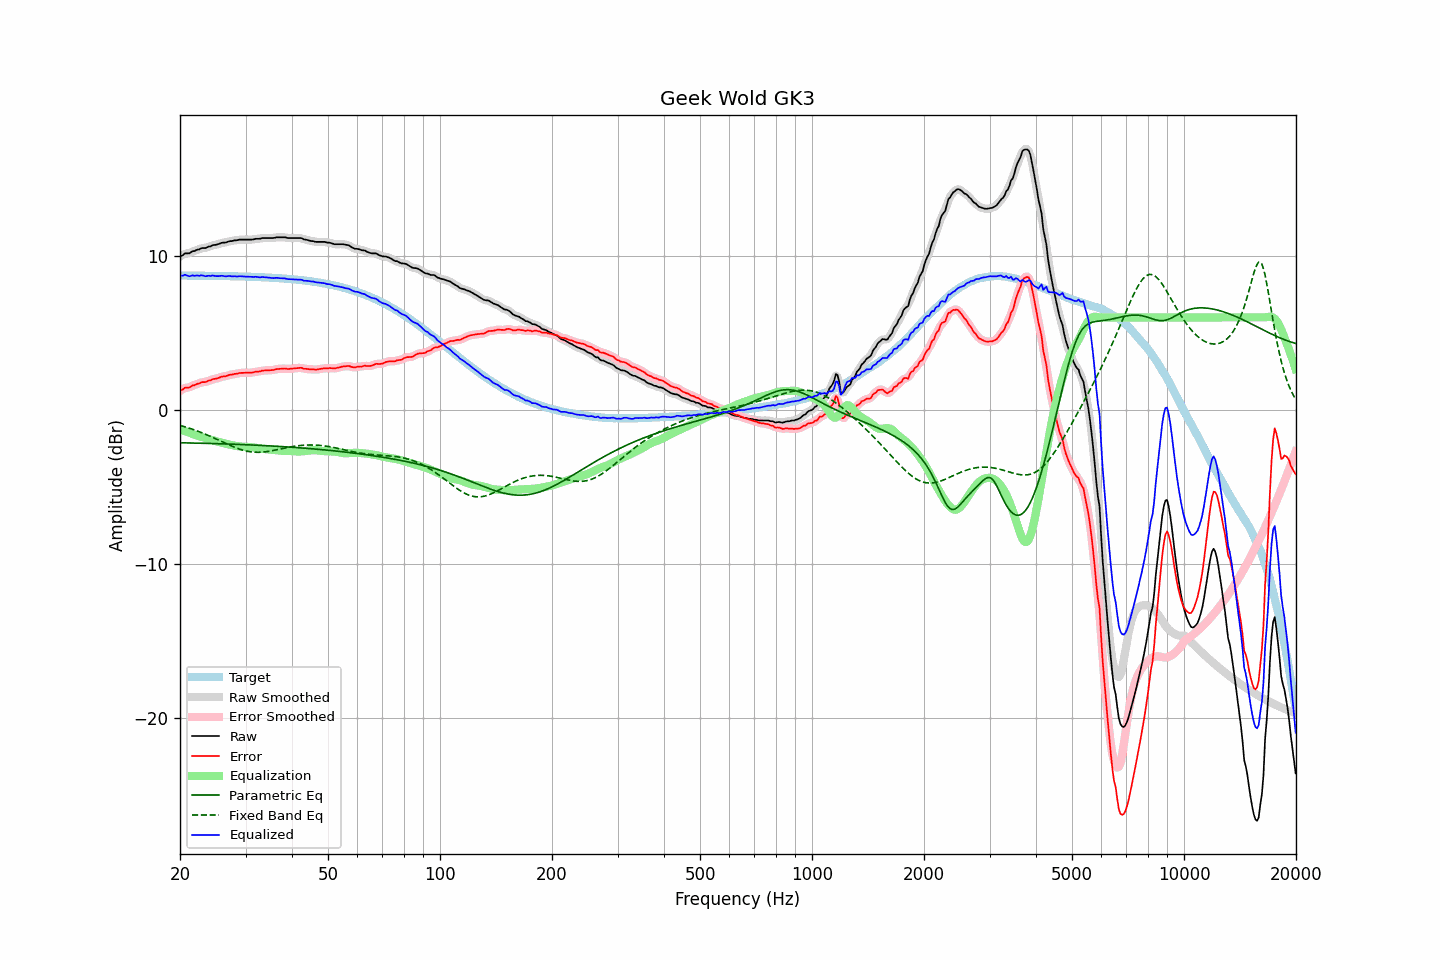 Geek Wold GK3
Amplitude (dBr)
10
0
−10
−20
Target
Raw Smoothed
Error Smoothed
Raw
Error
Equalization
Parametric Eq
Fixed Band Eq
Equalized
20 50 100 200 500 1000 2000 5000 10000 20000
Frequency (Hz)